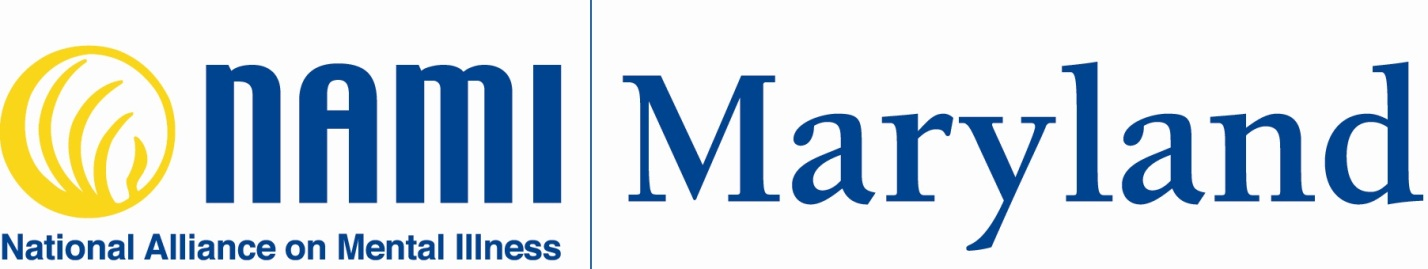 NAMI
National Alliance on Mental Illness
Maryland